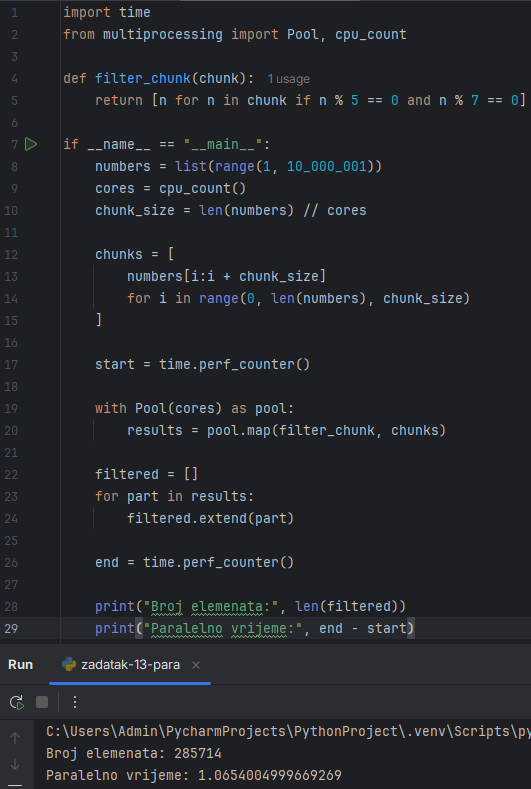 1 import time
2 from multiprocessing import Pool, cpu_count
3
4 def filter_chunk(chunk): 1 usage
5     return [n for n in chunk if n % 5 == 0 and n % 7 == 0]
6
7 if __name__ == "__main__":
8     numbers = list(range(1, 10_000_001))
9     cores = cpu_count()
10     chunk_size = len(numbers) // cores
11
12     chunks = [
13         numbers[i:i + chunk_size]
14         for i in range(0, len(numbers), chunk_size)
15     ]
16
17     start = time.perf_counter()
18
19     with Pool(cores) as pool:
20         results = pool.map(filter_chunk, chunks)
21
22     filtered = []
23     for part in results:
24         filtered.extend(part)
25
26     end = time.perf_counter()
27
28     print("Broj elemenata:", len(filtered))
29     print("Paralelno vrijeme:", end - start)
Run zadatak-13-para ×
C:\Users\Admin\PycharmProjects\PythonProject\.venv\Scripts\py
Broj elemenata: 285714
Paralelno vrijeme: 1.0654004999669269